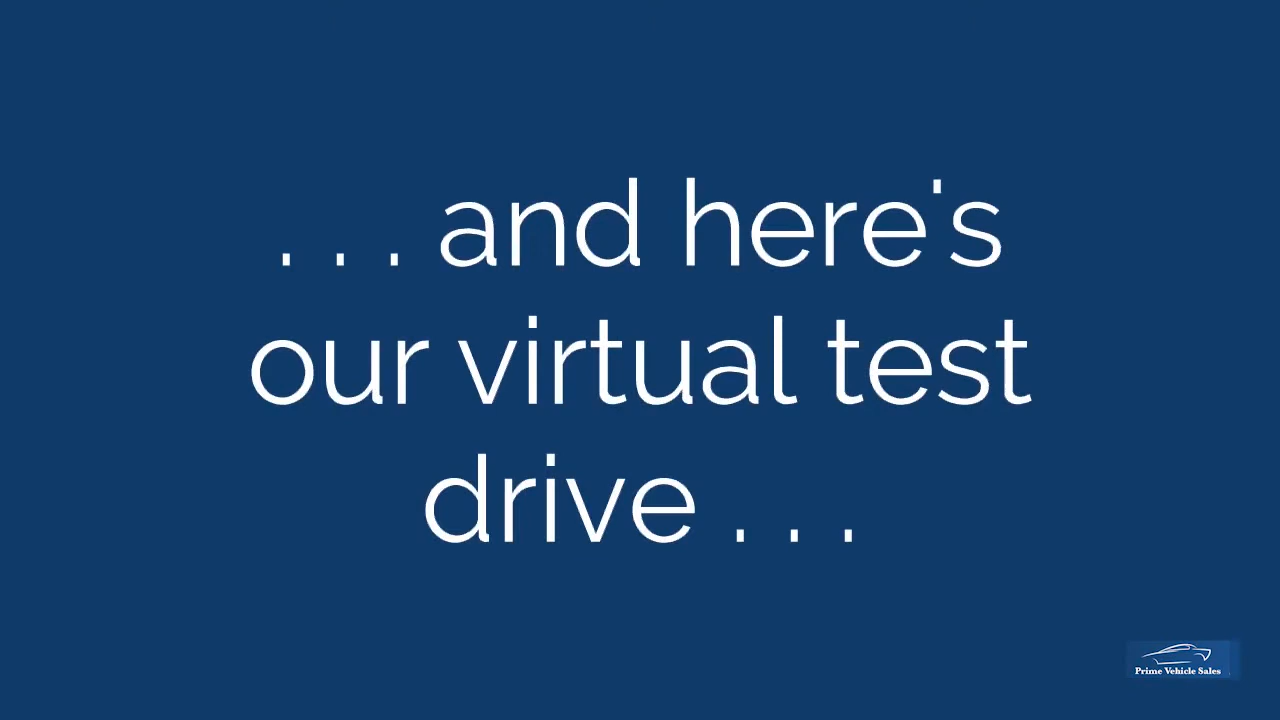 . . . and here's
our virtual test
drive . . .
Prime Vehicle Sales